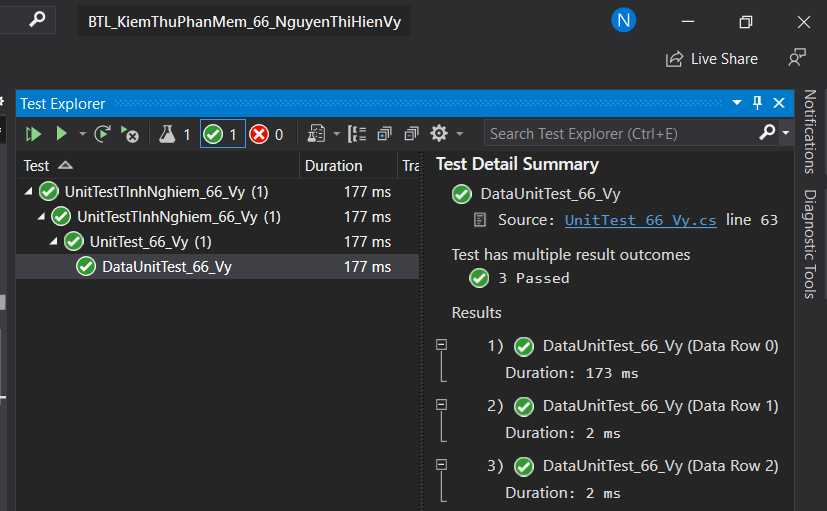 BTL_KiemThuPhanMem_66_NguyenThiHienVy
N
Live Share
Test Explorer
1
1
0
Search Test Explorer (Ctrl+E)
Test
Duration
Tra
UnitTestTInhNghiem_66_Vy (1)
177 ms
UnitTestTInhNghiem_66_Vy (1)
177 ms
UnitTest_66_Vy (1)
177 ms
DataUnitTest_66_Vy
177 ms
Test Detail Summary
DataUnitTest_66_Vy
Source: UnitTest 66 Vy.cs line 63
Test has multiple result outcomes
3 Passed
Results
1) DataUnitTest_66_Vy (Data Row 0)
Duration: 173 ms
2) DataUnitTest_66_Vy (Data Row 1)
Duration: 2 ms
3) DataUnitTest_66_Vy (Data Row 2)
Duration: 2 ms
Notifications
Diagnostic Tools